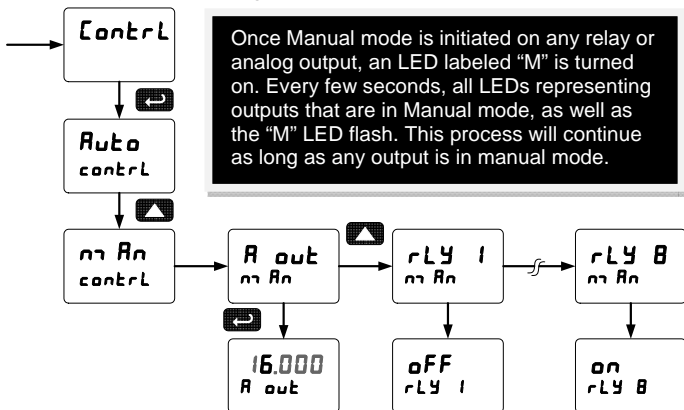 Contrl
Once Manual mode is initiated on any relay or
analog output, an LED labeled “M” is turned
on. Every few seconds, all LEDs representing
outputs that are in Manual mode, as well as
the “M” LED flash. This process will continue
as long as any output is in manual mode.
Auto
contrL
mAn
contrL
A out
mAn
rLY 1
mAn
rLY 8
mAn
16.000
A out
oFF
rLY 1
on
rLY 8